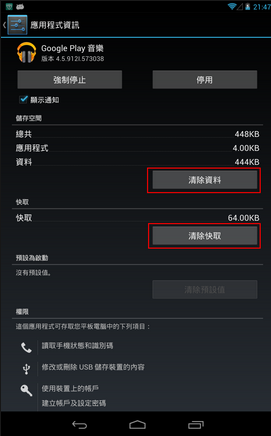 21:47
應用程式資訊
Google Play 音樂
版本 4.5.912I.573038
強制停止 停用
顯示通知
儲存空間
總共 448KB
應用程式 4.00KB
資料 444KB
清除資料
快取
快取 64.00KB
清除快取
預設為啟動
沒有預設值。
清除預設值
權限
這個應用程式可存取您平板電腦中的下列項目：
讀取手機狀態和識別碼
修改或刪除 USB 儲存裝置的內容
使用裝置上的帳戶
建立帳戶及設定密碼